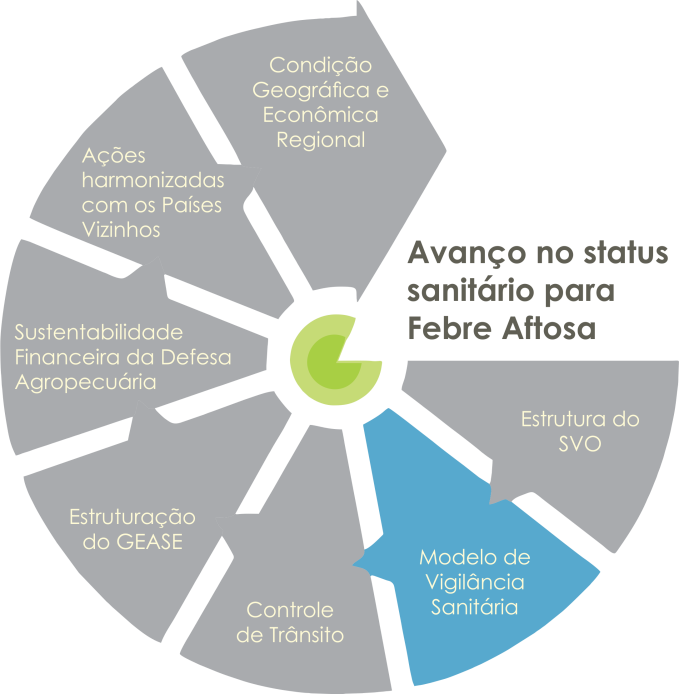 Condição
Geográfica e
Econômica
Regional
Ações
harmonizadas
com os Países
Vizinhos
Avanço no status
sanitário para
Febre Aftosa
Sustentabilidade
Financeira da Defesa
Agropecuária
Estrutura do
SVO
Estruturação
do GEASE
Modelo de
Vigilância
Sanitária
Controle
de Trânsito